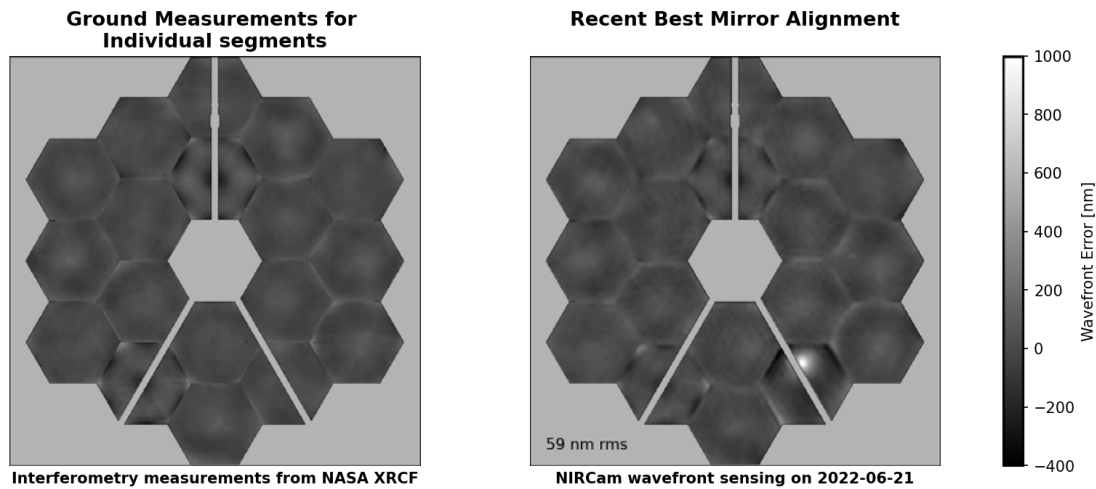 Ground Measurements for
Individual segments
Recent Best Mirror Alignment
1000
800
600
400
200
0
−200
−400
Wavefront Error [nm]
59 nm rms
Interferometry measurements from NASA XRCF
NIRCam wavefront sensing on 2022-06-21